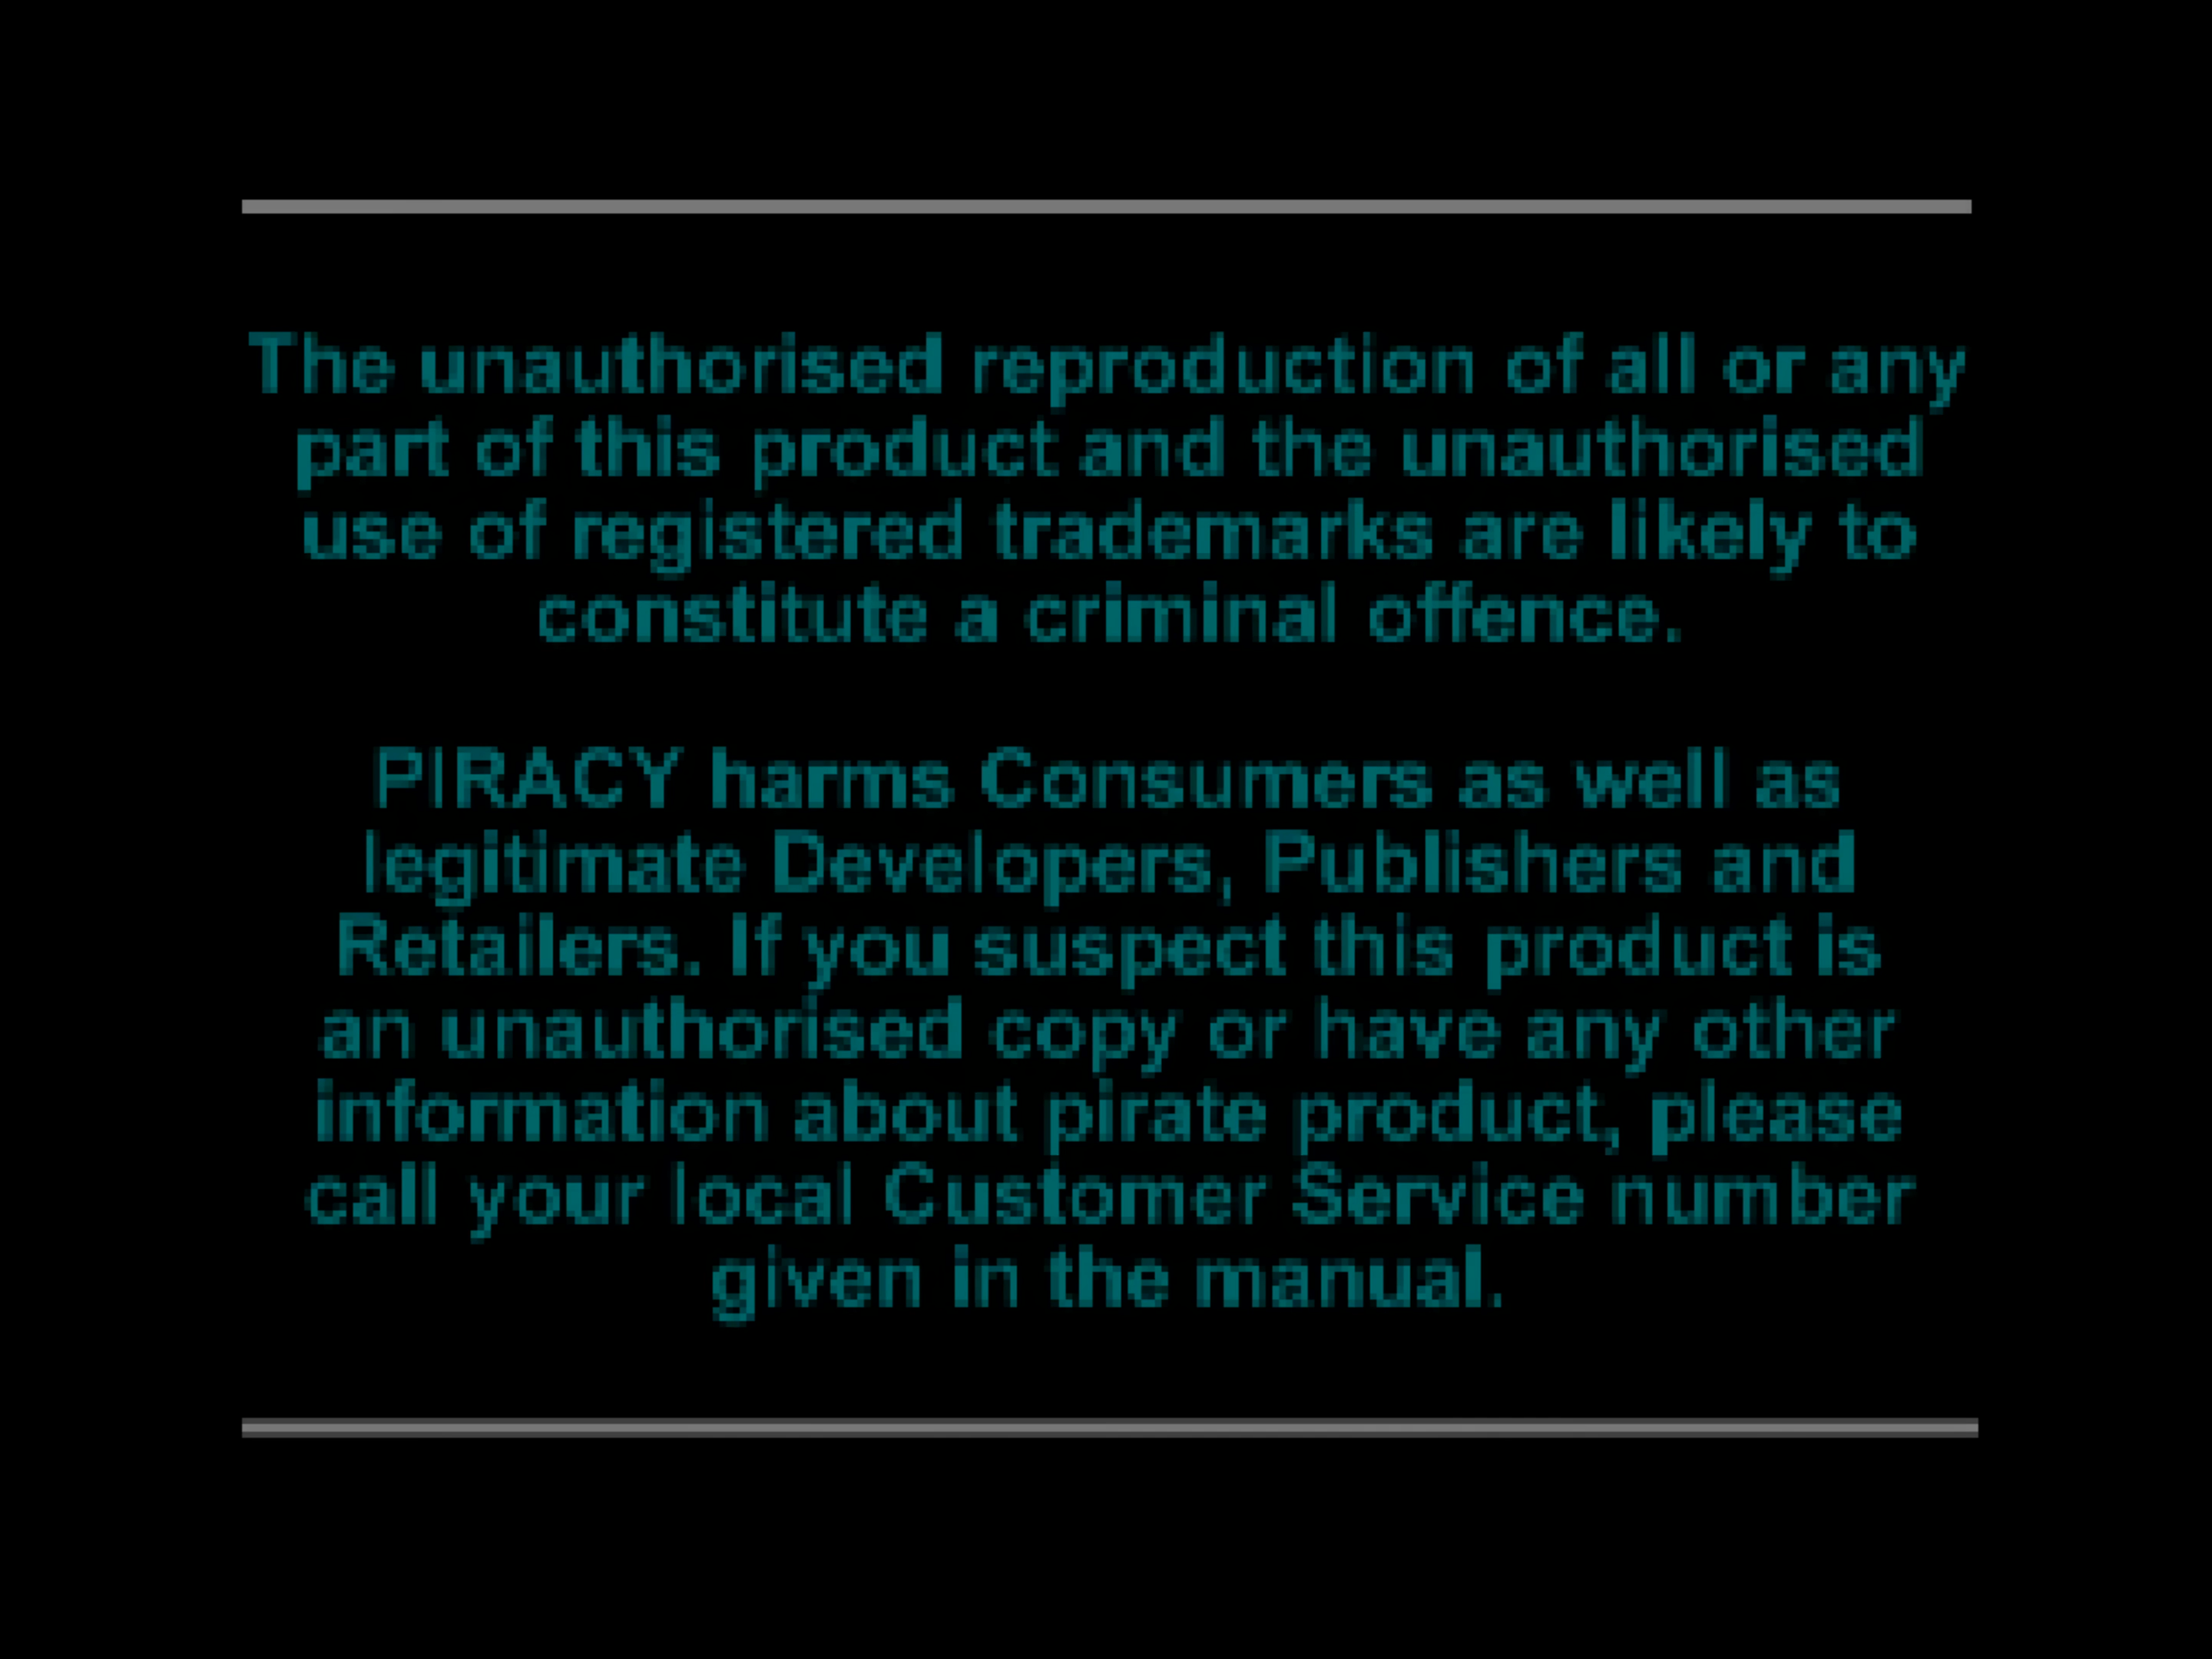 The unauthorised reproduction of all or any
part of this product and the unauthorised
use of registered trademarks are likely to
constitute a criminal offence.
PIRACY harms Consumers as well as
legitimate Developers, Publishers and
Retailers. If you suspect this product is
an unauthorised copy or have any other
information about pirate product, please
call your local Customer Service number
given in the manual.